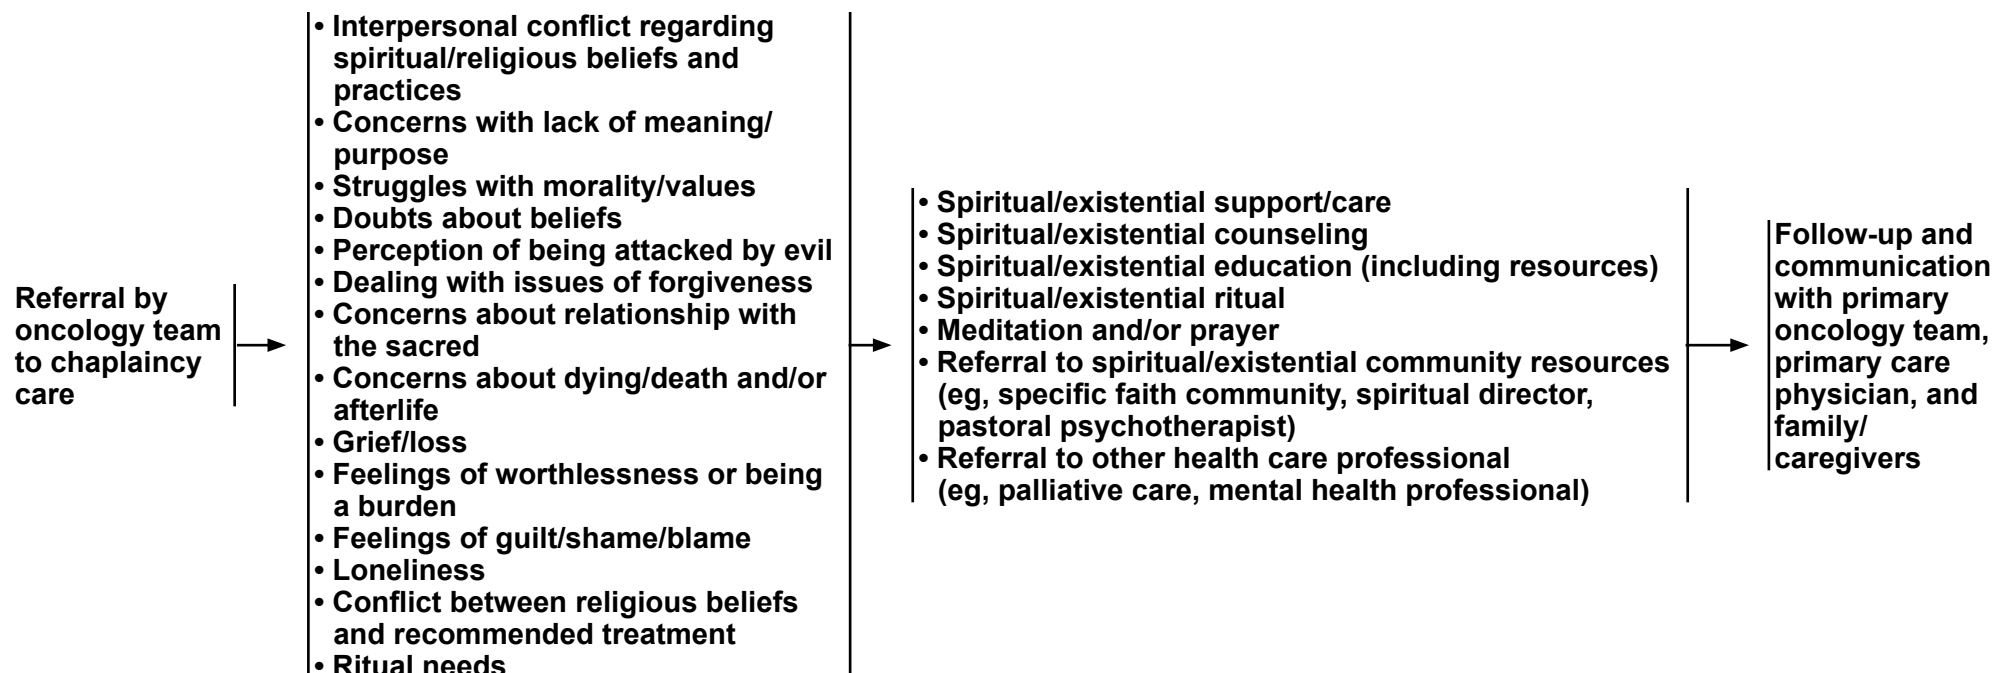 Referral by
oncology team
to chaplaincy
care
• Interpersonal conflict regarding
spiritual/religious beliefs and
practices
• Concerns with lack of meaning/
purpose
• Struggles with morality/values
• Doubts about beliefs
• Perception of being attacked by evil
• Dealing with issues of forgiveness
• Concerns about relationship with
the sacred
• Concerns about dying/death and/or
afterlife
• Grief/loss
• Feelings of worthlessness or being
a burden
• Feelings of guilt/shame/blame
• Loneliness
• Conflict between religious beliefs
and recommended treatment
• Ritual needs
• Spiritual/existential support/care
• Spiritual/existential counseling
• Spiritual/existential education (including resources)
• Spiritual/existential ritual
• Meditation and/or prayer
• Referral to spiritual/existential community resources
(eg, specific faith community, spiritual director,
pastoral psychotherapist)
• Referral to other health care professional
(eg, palliative care, mental health professional)
Follow-up and
communication
with primary
oncology team,
primary care
physician, and
family/
caregivers